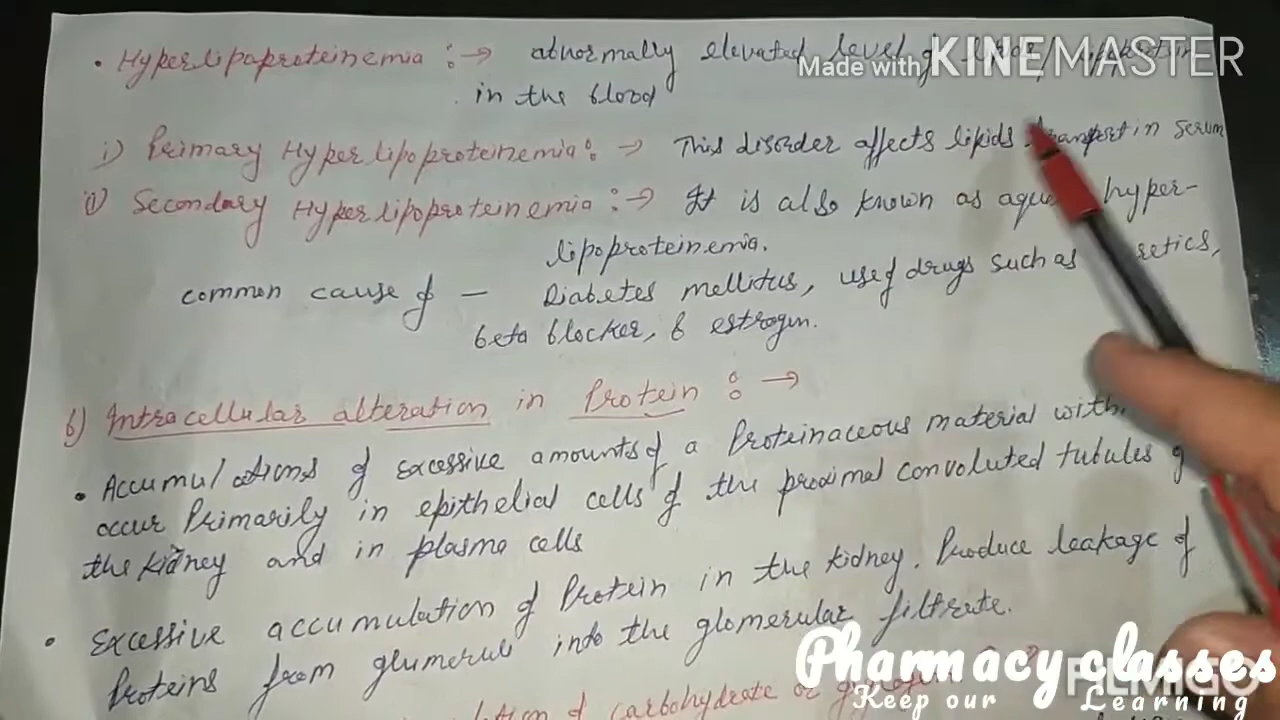 • Hyperlipoproteinemia :→ abnormally elevated level of
Made with KINEMASTER
in the blood
i) Primary Hyperlipoproteinemia :→ This disorder affects lipids transport in serum
ii) Secondary Hyperlipoproteinemia :→ It is also known as hyper-
lipoproteinemia.
common cause of — Diabetes mellitus, use of drugs such as
beta blocker, & estrogen.
b) Intracellular alteration in Protein :→
• Accumulations of excessive amounts of a Proteinaceous material
occur Primarily in epithelial cells of the proximal convoluted tubules
the kidney and in plasma cells
• Excessive accumulation of Protein in the kidney. Produce leakage of
Proteins from glumeruli into the glomerular filtrate.
of carbohydrate or glycogen
Pharmacy classes
Keep our Learning